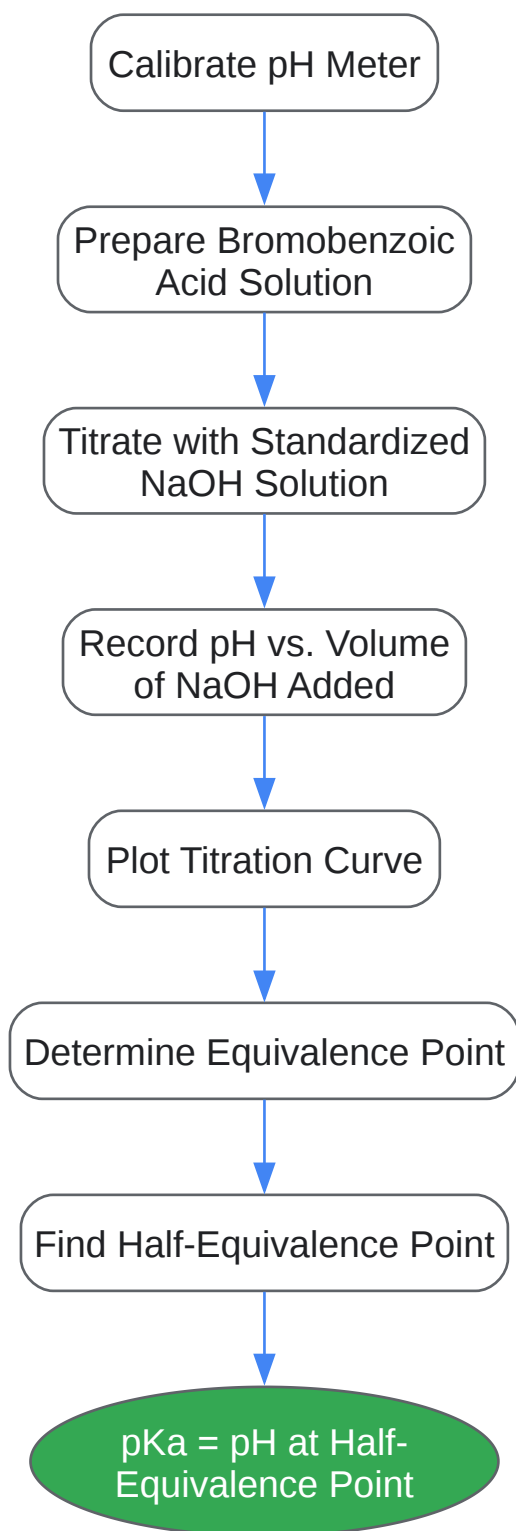 Calibrate pH Meter
Prepare Bromobenzoic
Acid Solution
Titrate with Standardized
NaOH Solution
Record pH vs. Volume
of NaOH Added
Plot Titration Curve
Determine Equivalence Point
Find Half-Equivalence Point
pKa = pH at Half-
Equivalence Point